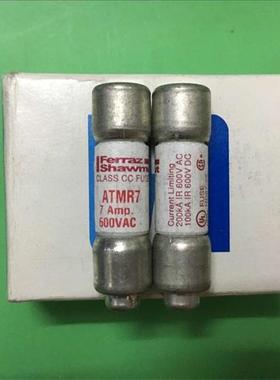 Ferraz
Shawmut
CLASS CC FUSE
ATMR7
7 Amp.
600VAC
Current Limiting
200kA IR 600V AC
100kA IR 600V DC
FUSE